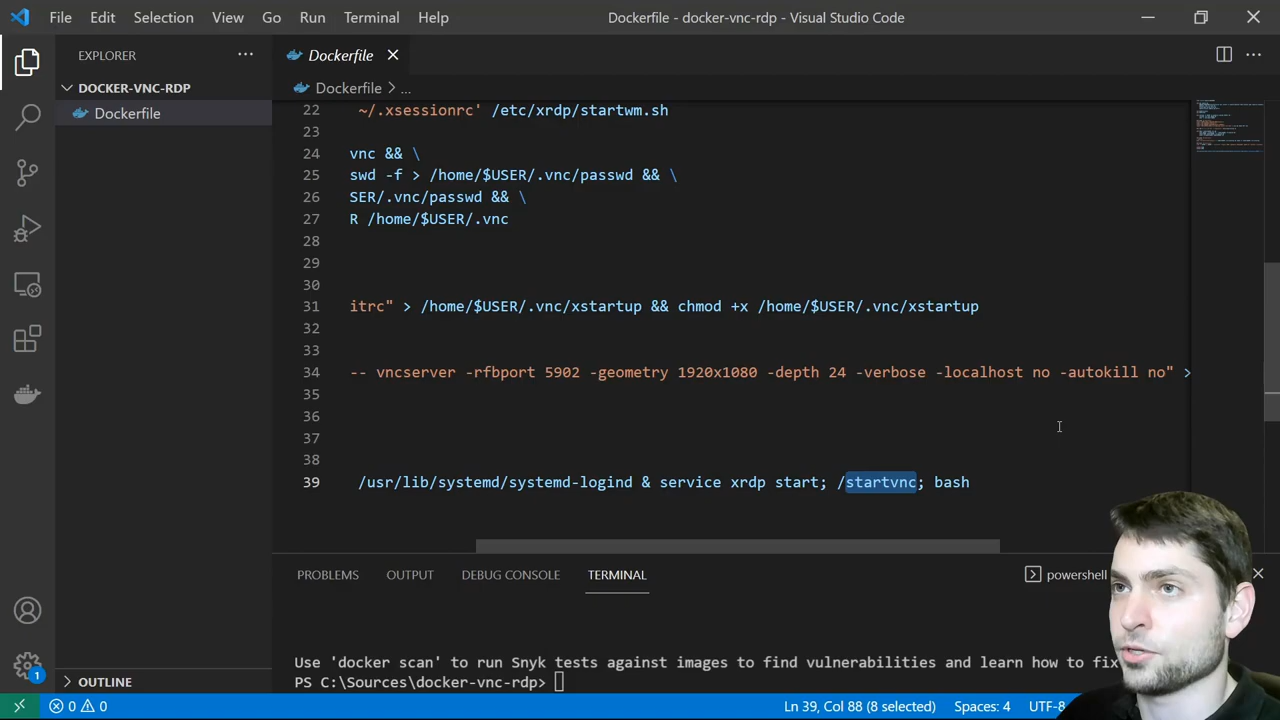 File Edit Selection View Go Run Terminal Help Dockerfile - docker-vnc-rdp - Visual Studio Code
EXPLORER ...
Dockerfile
DOCKER-VNC-RDP
Dockerfile > ...
Dockerfile
22 ~/.xsessionrc' /etc/xrdp/startwm.sh
23
24 vnc && \
25 swd -f > /home/$USER/.vnc/passwd && \
26 SER/.vnc/passwd && \
27 R /home/$USER/.vnc
28
29
30
31 itrc" > /home/$USER/.vnc/xstartup && chmod +x /home/$USER/.vnc/xstartup
32
33
34 -- vncserver -rfbport 5902 -geometry 1920x1080 -depth 24 -verbose -localhost no -autokill no" >
35
36
37
38
39 /usr/lib/systemd/systemd-logind & service xrdp start; /startvnc; bash
PROBLEMS OUTPUT DEBUG CONSOLE TERMINAL powershell
Use 'docker scan' to run Snyk tests against images to find vulnerabilities and learn how to fix
PS C:\Sources\docker-vnc-rdp>
OUTLINE
1
0 0 Ln 39, Col 88 (8 selected) Spaces: 4 UTF-8